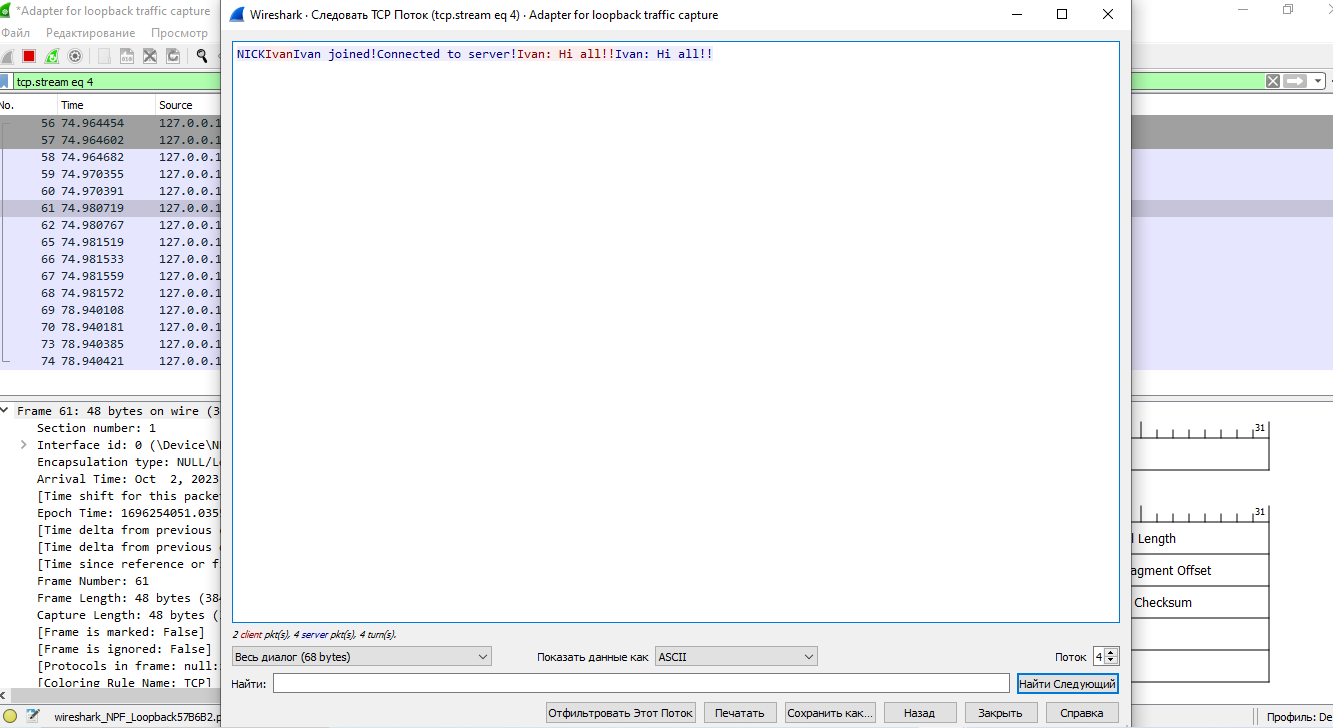 *Adapter for loopback traffic capture
Wireshark · Следовать TCP Поток (tcp.stream eq 4) · Adapter for loopback traffic capture
Файл Редактирование Просмотр
tcp.stream eq 4
No. Time Source
56 74.964454 127.0.0.1
57 74.964602 127.0.0.1
58 74.964682 127.0.0.1
59 74.970355 127.0.0.1
60 74.970391 127.0.0.1
61 74.980719 127.0.0.1
62 74.980767 127.0.0.1
65 74.981519 127.0.0.1
66 74.981533 127.0.0.1
67 74.981559 127.0.0.1
68 74.981572 127.0.0.1
69 78.940108 127.0.0.1
70 78.940181 127.0.0.1
73 78.940385 127.0.0.1
74 78.940421 127.0.0.1
Frame 61: 48 bytes on wire (3
Section number: 1
Interface id: 0 (\Device\N
Encapsulation type: NULL/L
Arrival Time: Oct 2, 2023
[Time shift for this packe
Epoch Time: 1696254051.035
[Time delta from previous
[Time delta from previous
[Time since reference or f
Frame Number: 61
Frame Length: 48 bytes (384
Capture Length: 48 bytes (
[Frame is marked: False]
[Frame is ignored: False]
[Protocols in frame: null:
[Coloring Rule Name: TCP]
wireshark_NPF_Loopback57B6B2.p
NICKIvanIvan joined!Connected to server!Ivan: Hi all!!Ivan: Hi all!!
2 client pkt(s), 4 server pkt(s), 4 turn(s).
Весь диалог (68 bytes) Показать данные как ASCII Поток 4
Найти: Найти Следующий
Отфильтровать Этот Поток Печатать Сохранить как… Назад Закрыть Справка
31
31
l Length
agment Offset
Checksum
Профиль: De